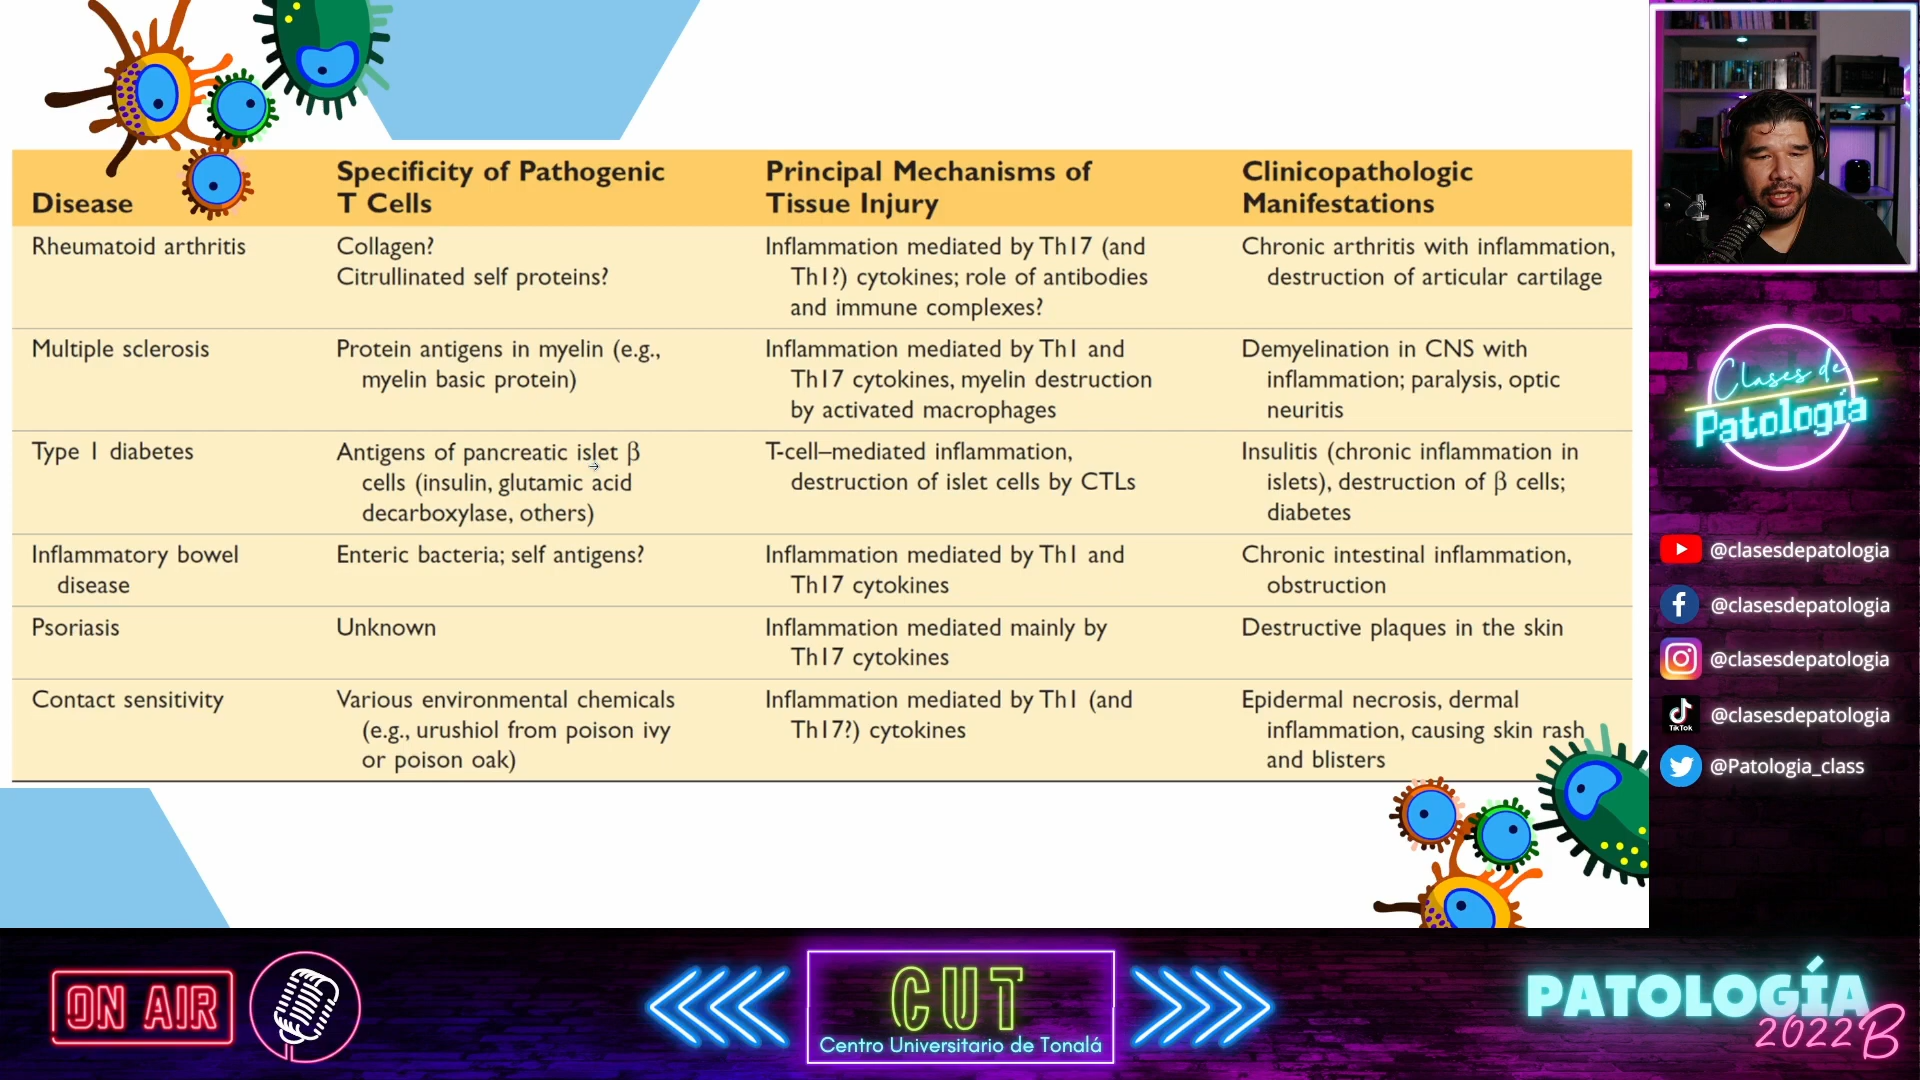 Disease
Specificity of Pathogenic
T Cells
Principal Mechanisms of
Tissue Injury
Clinicopathologic
Manifestations
Rheumatoid arthritis
Collagen?
Citrullinated self proteins?
Inflammation mediated by Th17 (and
Th1?) cytokines; role of antibodies
and immune complexes?
Chronic arthritis with inflammation,
destruction of articular cartilage
Multiple sclerosis
Protein antigens in myelin (e.g.,
myelin basic protein)
Inflammation mediated by Th1 and
Th17 cytokines, myelin destruction
by activated macrophages
Demyelination in CNS with
inflammation; paralysis, optic
neuritis
Type 1 diabetes
Antigens of pancreatic islet β
cells (insulin, glutamic acid
decarboxylase, others)
T-cell–mediated inflammation,
destruction of islet cells by CTLs
Insulitis (chronic inflammation in
islets), destruction of β cells;
diabetes
Inflammatory bowel
disease
Enteric bacteria; self antigens?
Inflammation mediated by Th1 and
Th17 cytokines
Chronic intestinal inflammation,
obstruction
Psoriasis
Unknown
Inflammation mediated mainly by
Th17 cytokines
Destructive plaques in the skin
Contact sensitivity
Various environmental chemicals
(e.g., urushiol from poison ivy
or poison oak)
Inflammation mediated by Th1 (and
Th17?) cytokines
Epidermal necrosis, dermal
inflammation, causing skin rash
and blisters
Clases de
Patología
@clasesdepatologia
@clasesdepatologia
@clasesdepatologia
TikTok
@clasesdepatologia
@Patologia_class
ON AIR
CUT
Centro Universitario de Tonalá
PATOLOGÍA
2022B